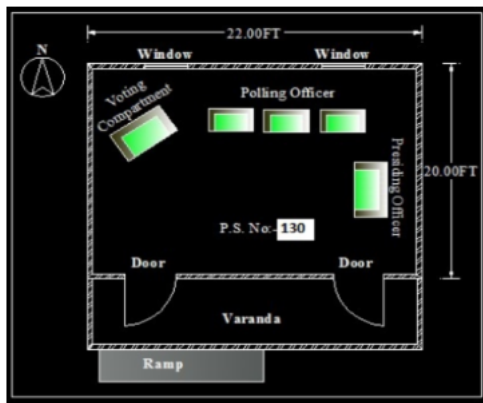 22.00FT
N
Window
Window
Voting
Compartment
Polling Officer
Presiding Officer
20.00FT
P.S. No:- 130
Door
Door
Varanda
Ramp